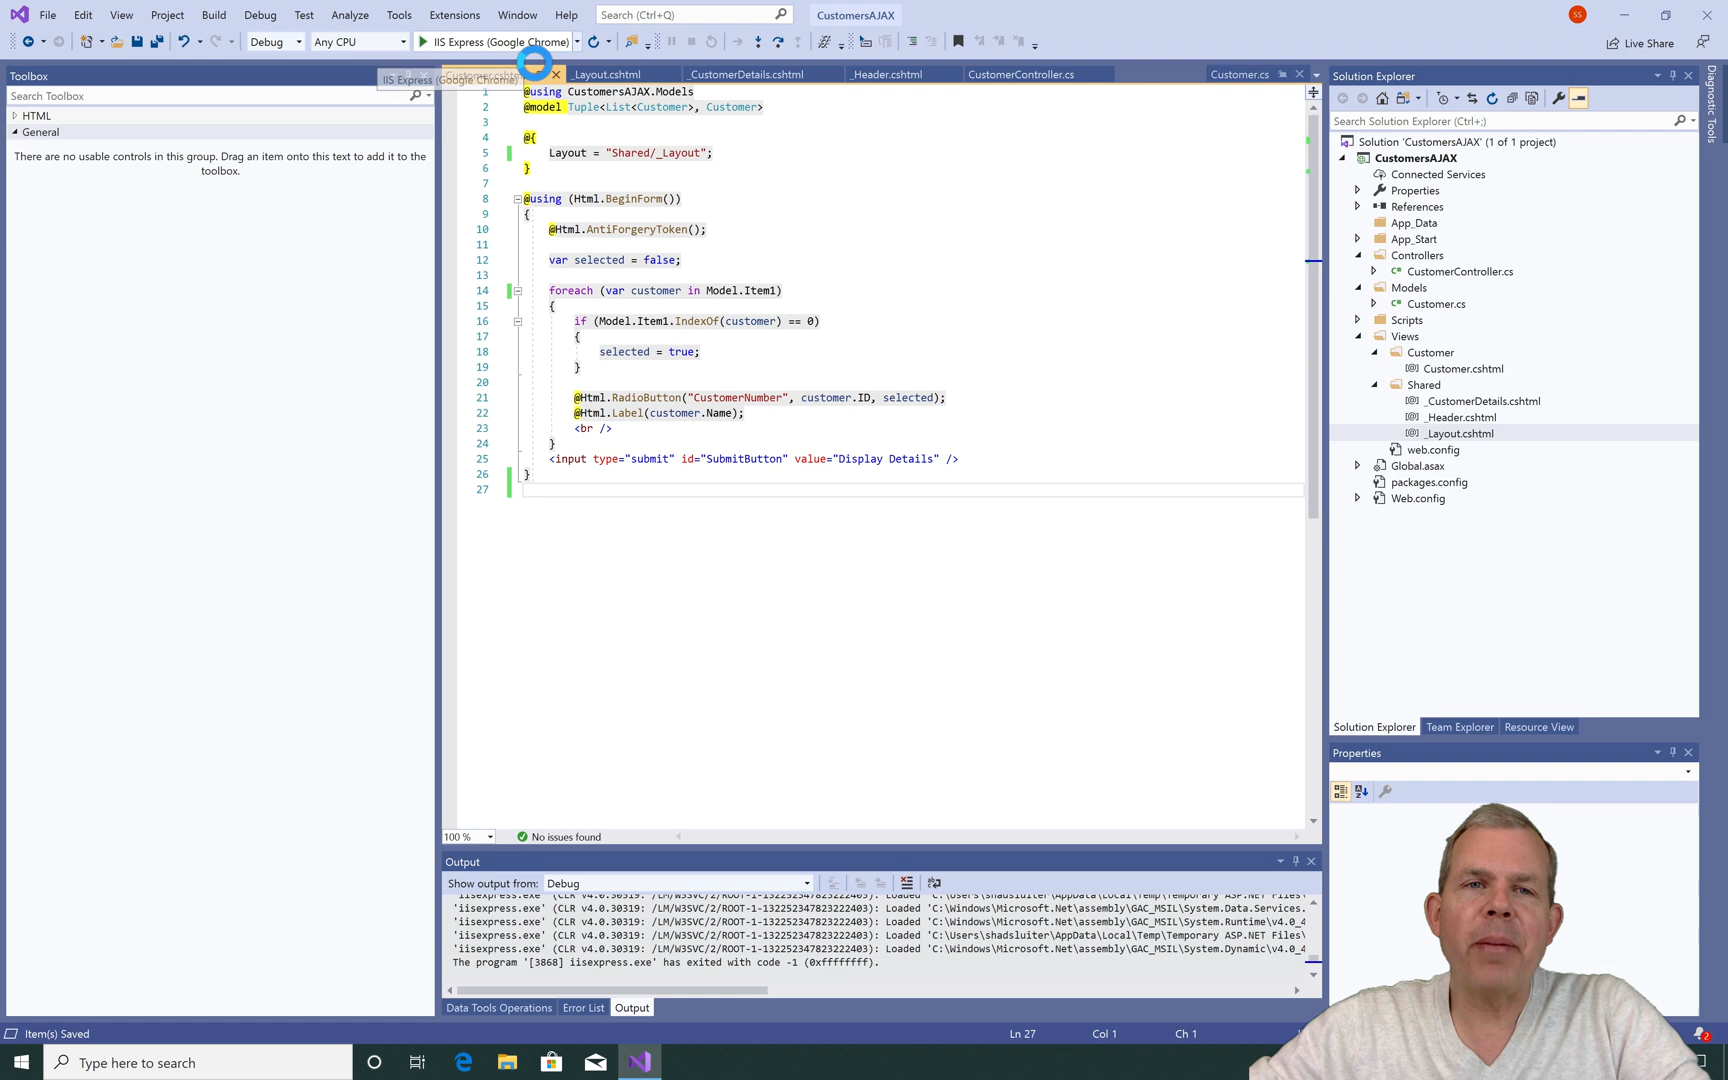 File Edit View Project Build Debug Test Analyze Tools Extensions Window Help Search (Ctrl+Q) CustomersAJAX SS
Debug Any CPU IIS Express (Google Chrome) Live Share
Toolbox
Customer.cshtml _Layout.cshtml _CustomerDetails.cshtml _Header.cshtml CustomerController.cs Customer.cs
IIS Express (Google Chrome)
Search Toolbox
HTML
General
There are no usable controls in this group. Drag an item onto this text to add it to the
toolbox.
1 @using CustomersAJAX.Models
2 @model Tuple<List<Customer>, Customer>
3
4 @{
5 Layout = "Shared/_Layout";
6 }
7
8 @using (Html.BeginForm())
9 {
10 @Html.AntiForgeryToken();
11
12 var selected = false;
13
14 foreach (var customer in Model.Item1)
15 {
16 if (Model.Item1.IndexOf(customer) == 0)
17 {
18 selected = true;
19 }
20
21 @Html.RadioButton("CustomerNumber", customer.ID, selected);
22 @Html.Label(customer.Name);
23 <br />
24 }
25 <input type="submit" id="SubmitButton" value="Display Details" />
26 }
27
100 % No issues found
Output
Show output from: Debug
'iisexpress.exe' (CLR v4.0.30319: /LM/W3SVC/2/ROOT-1-132252347823222403): Loaded 'C:\Users\shadsluiter\AppData\Local\Temp\Temporary ASP.NET Files\
'iisexpress.exe' (CLR v4.0.30319: /LM/W3SVC/2/ROOT-1-132252347823222403): Loaded 'C:\Windows\Microsoft.Net\assembly\GAC_MSIL\System.Data.Services.
'iisexpress.exe' (CLR v4.0.30319: /LM/W3SVC/2/ROOT-1-132252347823222403): Loaded 'C:\Windows\Microsoft.Net\assembly\GAC_MSIL\System.Runtime\v4.0_4
'iisexpress.exe' (CLR v4.0.30319: /LM/W3SVC/2/ROOT-1-132252347823222403): Loaded 'C:\Users\shadsluiter\AppData\Local\Temp\Temporary ASP.NET Files\
'iisexpress.exe' (CLR v4.0.30319: /LM/W3SVC/2/ROOT-1-132252347823222403): Loaded 'C:\Windows\Microsoft.Net\assembly\GAC_MSIL\System.Dynamic\v4.0_4
The program '[3868] iisexpress.exe' has exited with code -1 (0xffffffff).
Data Tools Operations Error List Output
Solution Explorer
Search Solution Explorer (Ctrl+;)
Solution 'CustomersAJAX' (1 of 1 project)
CustomersAJAX
Connected Services
Properties
References
App_Data
App_Start
Controllers
CustomerController.cs
Models
Customer.cs
Scripts
Views
Customer
Customer.cshtml
Shared
_CustomerDetails.cshtml
_Header.cshtml
_Layout.cshtml
web.config
Global.asax
packages.config
Web.config
Solution Explorer Team Explorer Resource View
Properties
Diagnostic Tools
Item(s) Saved Ln 27 Col 1 Ch 1 2
Type here to search